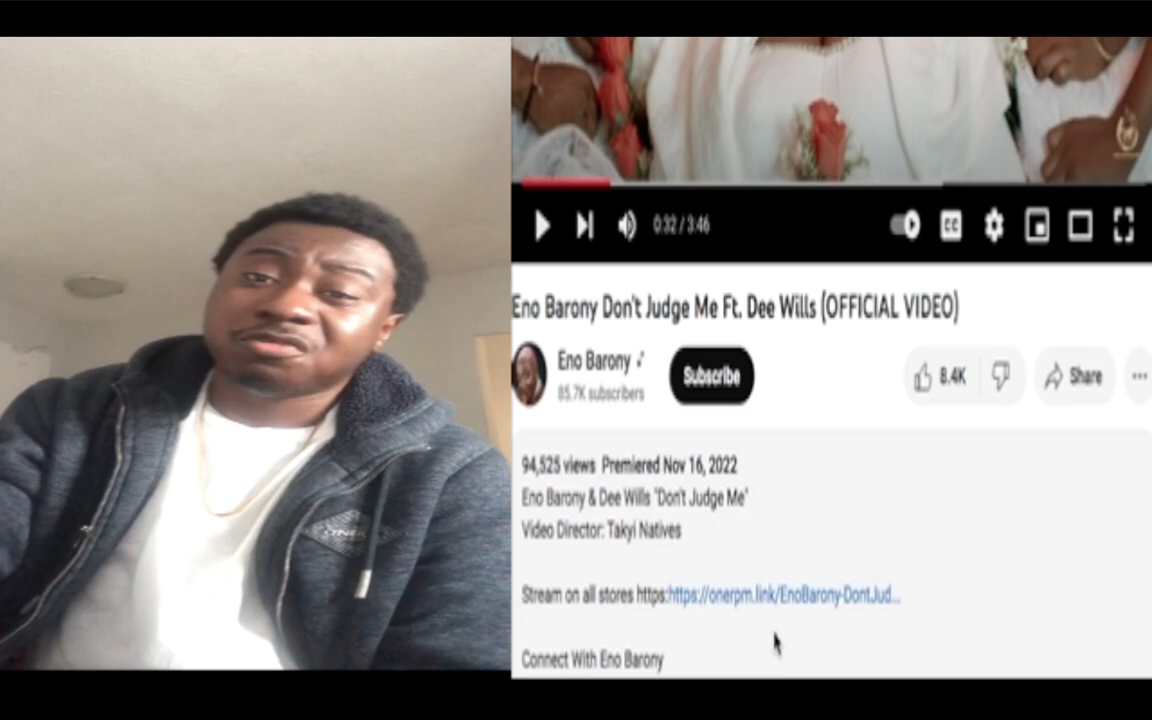 0:32 / 3:46
CC
Eno Barony Don't Judge Me Ft. Dee Wills (OFFICIAL VIDEO)
Eno Barony
85.7K subscribers
Subscribe
8.4K
Share
94,525 views Premiered Nov 16, 2022
Eno Barony & Dee Wills "Don't Judge Me"
Video Director: Takyi Natives
Stream on all stores https:https://onerpm.link/EnoBarony-DontJud...
Connect With Eno Barony